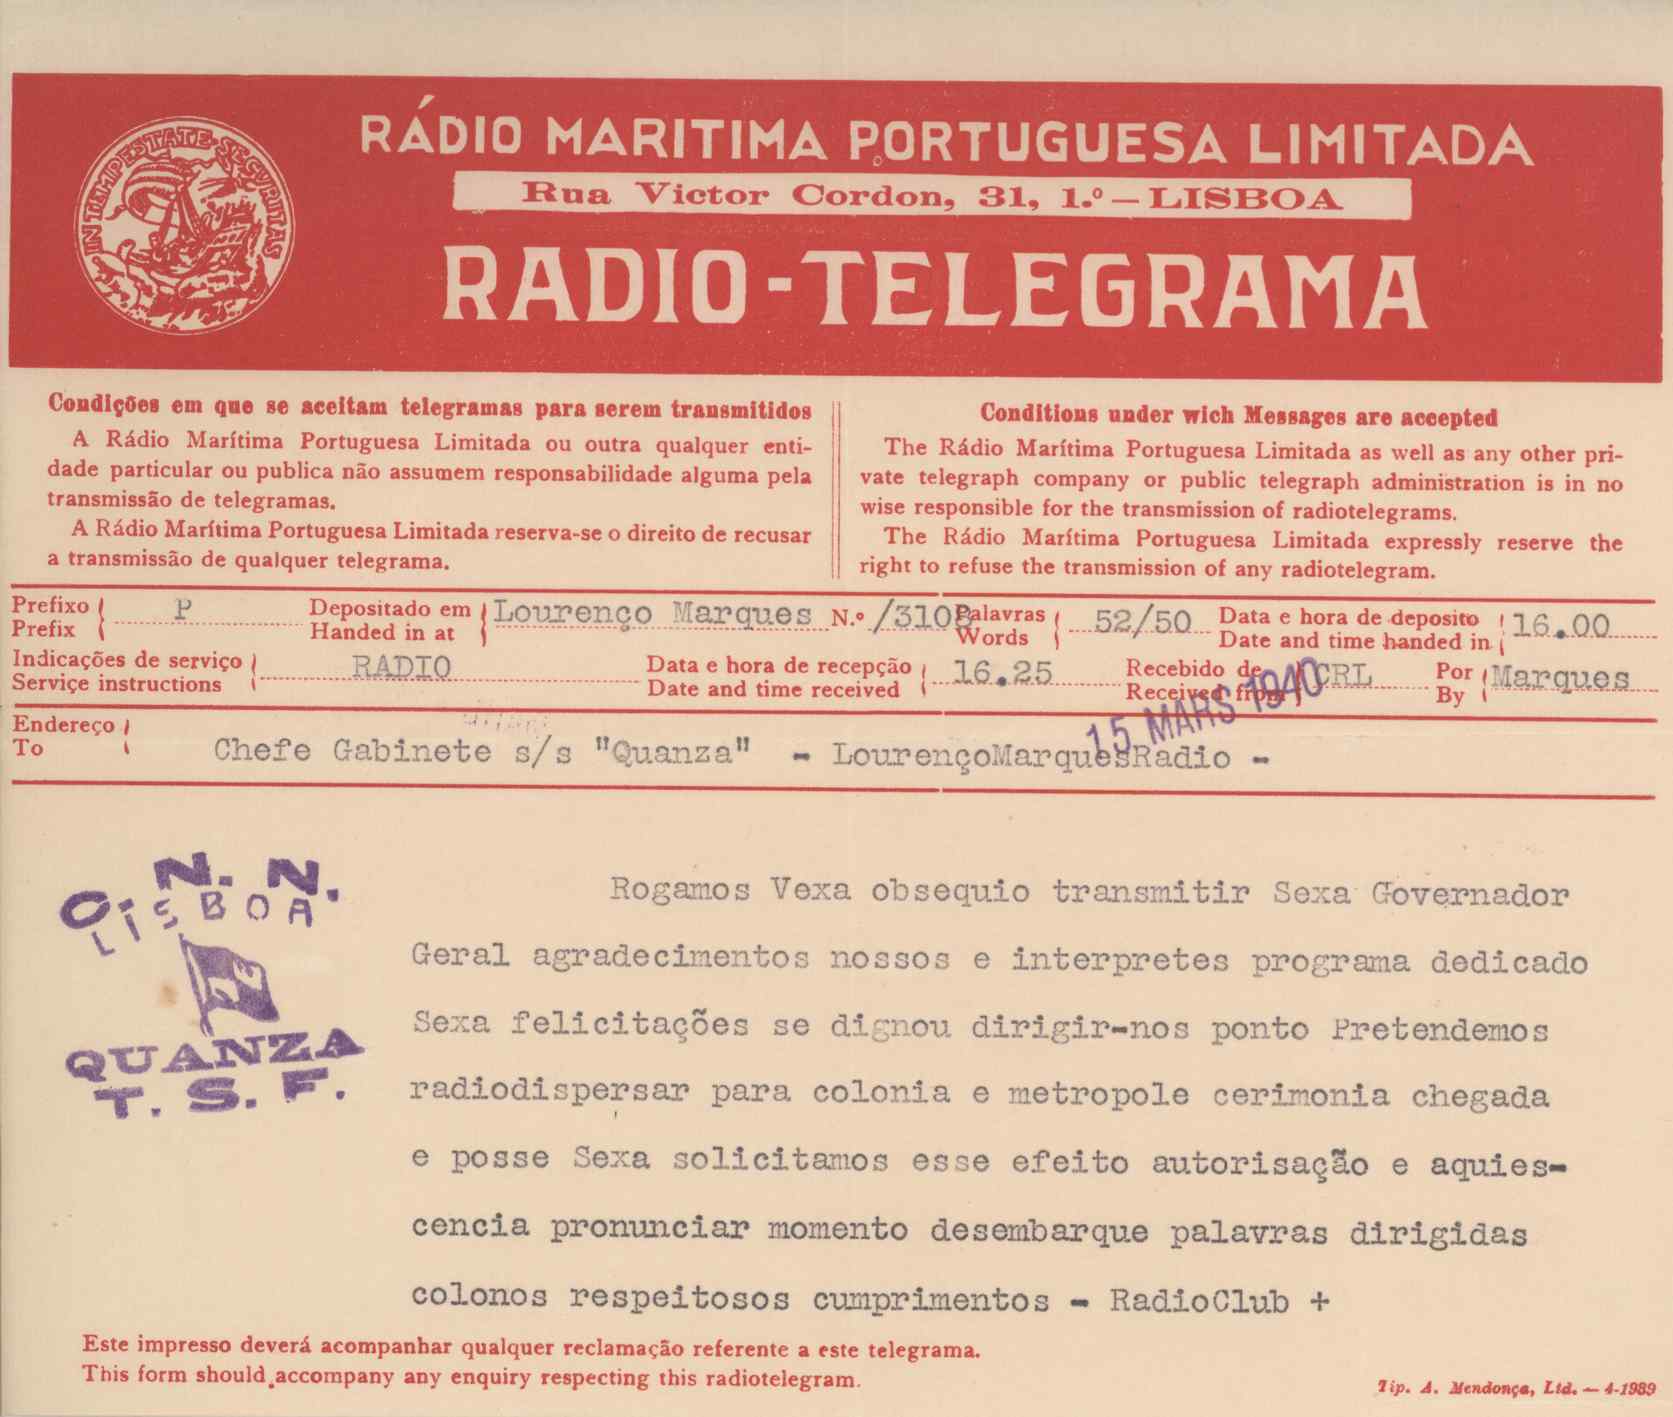 IN TEMPESTATE SECURITAS
RÁDIO MARITIMA PORTUGUESA LIMITADA
Rua Victor Cordon, 31, 1.º — LISBOA
RADIO-TELEGRAMA
Condições em que se aceitam telegramas para serem transmitidos
A Rádio Marítima Portuguesa Limitada ou outra qualquer enti-
dade particular ou publica não assumem responsabilidade alguma pela
transmissão de telegramas.
A Rádio Marítima Portuguesa Limitada reserva-se o direito de recusar
a transmissão de qualquer telegrama.
Conditions under wich Messages are accepted
The Rádio Marítima Portuguesa Limitada as well as any other pri-
vate telegraph company or public telegraph administration is in no
wise responsible for the transmission of radiotelegrams.
The Rádio Marítima Portuguesa Limitada expressly reserve the
right to refuse the transmission of any radiotelegram.
Prefixo
Prefix
P
Depositado em
Handed in at
Lourenço Marques
N.º /3108
Palavras
Words
52/50
Data e hora de deposito
Date and time handed in
16.00
Indicações de serviço
Serviçe instructions
RADIO
Data e hora de recepção
Date and time received
16.25
Recebido de
Received from
CRL
Por
By
Marques
15 MARS 1940
Endereço
To
Chefe Gabinete s/s "Quanza" - LourençoMarquesRadio -
C. N. N.
LISBOA
QUANZA
T. S. F.
Rogamos Vexa obsequio transmitir Sexa Governador
Geral agradecimentos nossos e interpretes programa dedicado
Sexa felicitações se dignou dirigir-nos ponto Pretendemos
radiodispersar para colonia e metropole cerimonia chegada
e posse Sexa solicitamos esse efeito autorisação e aquies-
cencia pronunciar momento desembarque palavras dirigidas
colonos respeitosos cumprimentos - RadioClub +
Este impresso deverá acompanhar qualquer reclamação referente a este telegrama.
This form should accompany any enquiry respecting this radiotelegram.
Tip. A. Mendonça, Ltd. — 4-1939